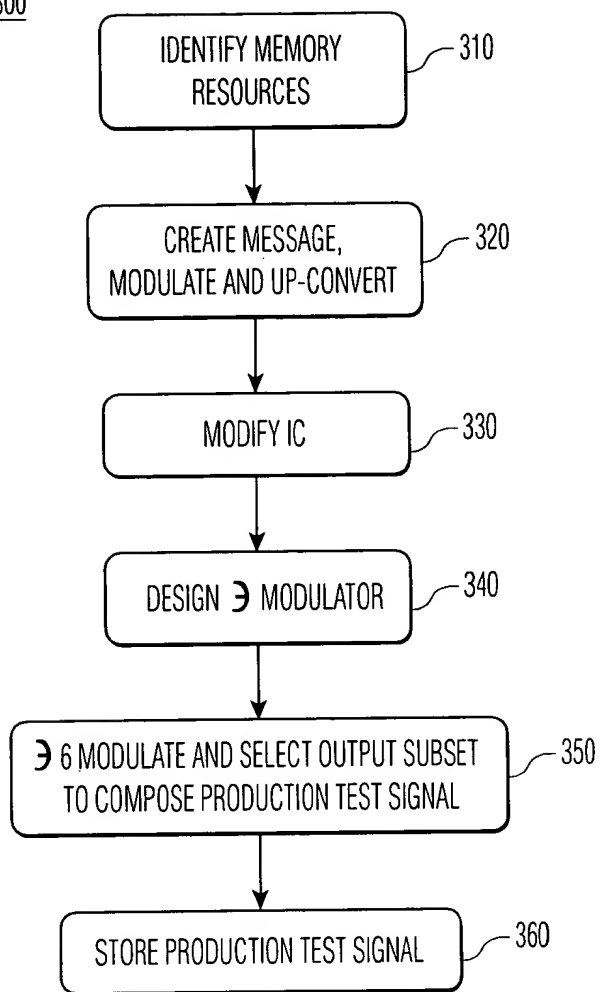 300
IDENTIFY MEMORY
RESOURCES
310
CREATE MESSAGE,
MODULATE AND UP-CONVERT
320
MODIFY IC
330
DESIGN Э MODULATOR
340
Э 6 MODULATE AND SELECT OUTPUT SUBSET
TO COMPOSE PRODUCTION TEST SIGNAL
350
STORE PRODUCTION TEST SIGNAL
360